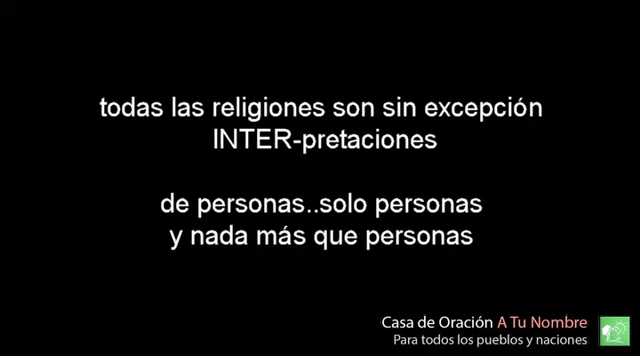 todas las religiones son sin excepción
INTER-pretaciones
de personas..solo personas
y nada más que personas
Casa de Oración A Tu Nombre
Para todos los pueblos y naciones